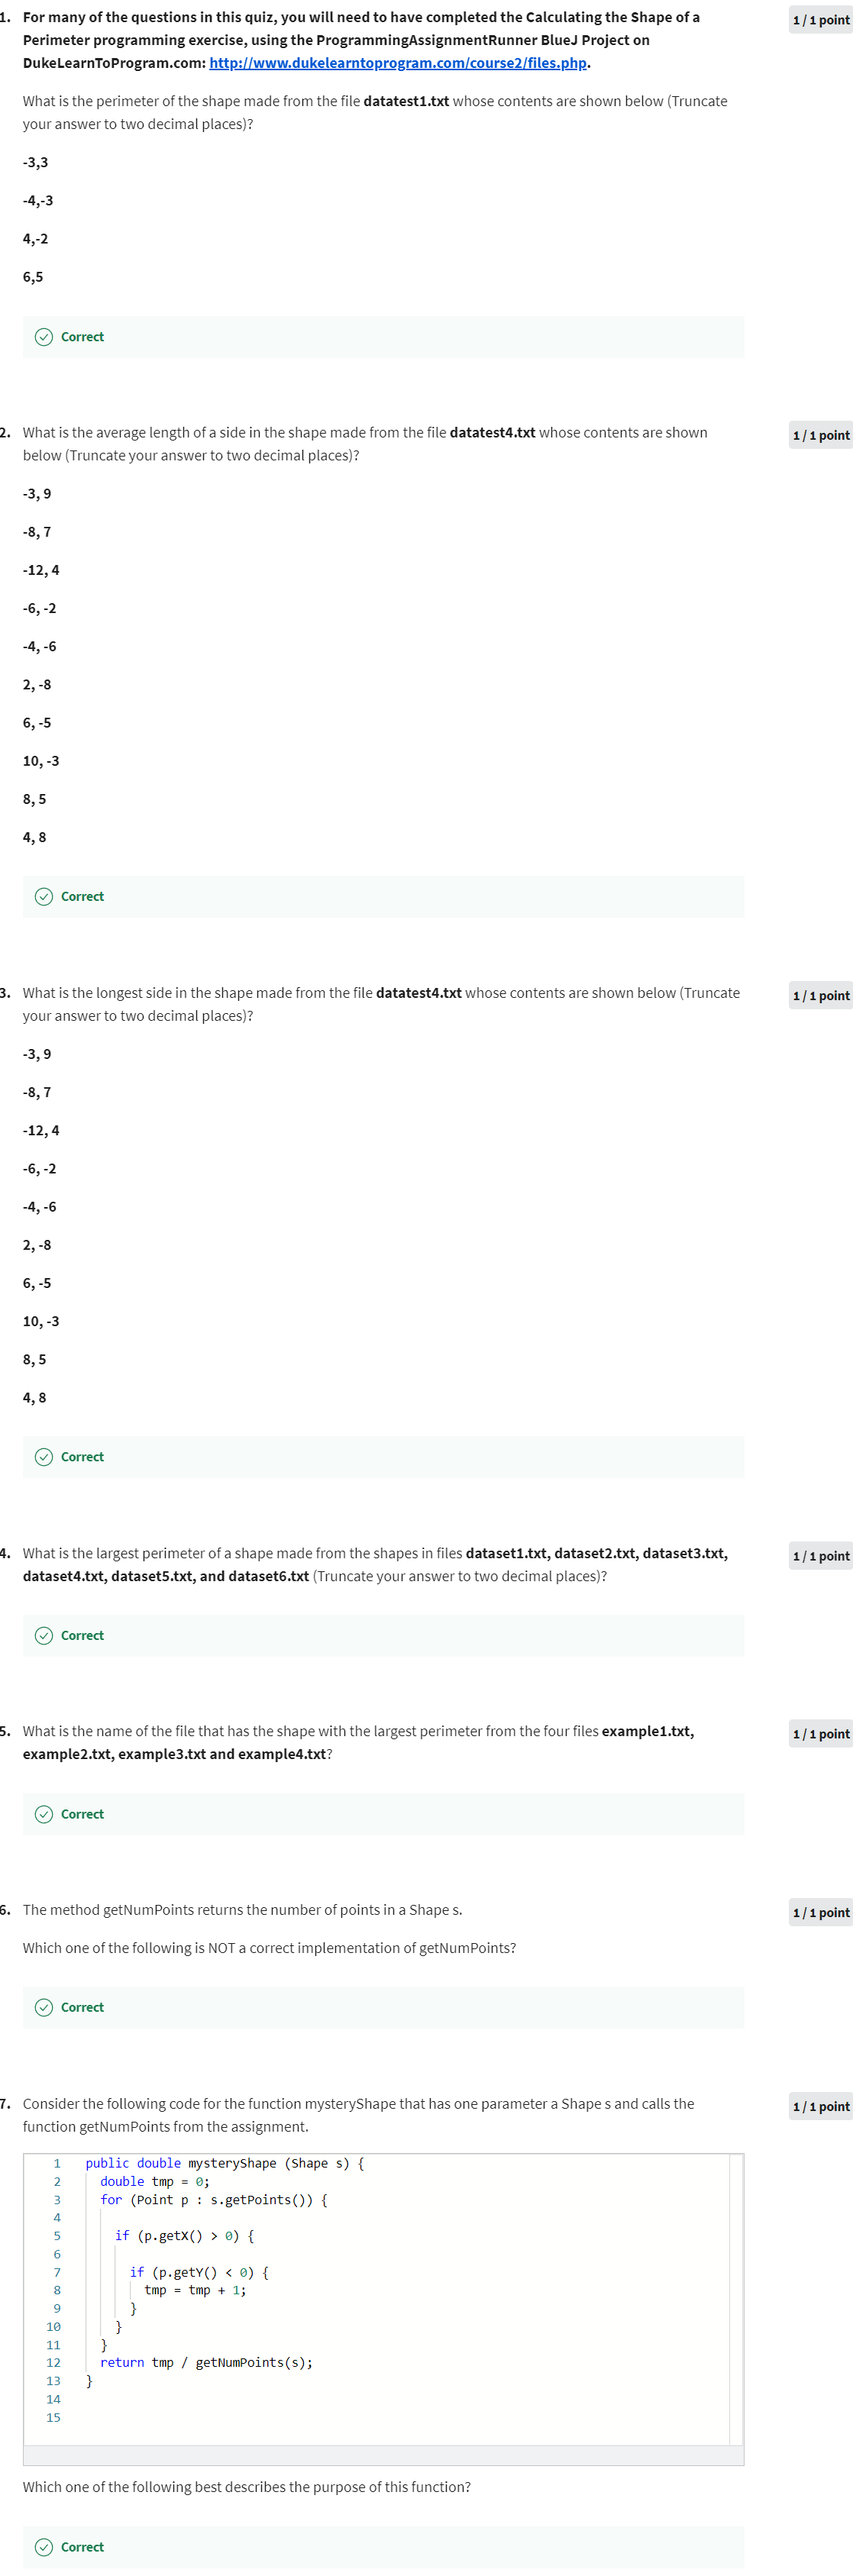 1. For many of the questions in this quiz, you will need to have completed the Calculating the Shape of a
1 / 1 point
Perimeter programming exercise, using the ProgrammingAssignmentRunner BlueJ Project on
DukeLearnToProgram.com: http://www.dukelearntoprogram.com/course2/files.php.
What is the perimeter of the shape made from the file datatest1.txt whose contents are shown below (Truncate
your answer to two decimal places)?
-3,3
-4,-3
4,-2
6,5
Correct
2. What is the average length of a side in the shape made from the file datatest4.txt whose contents are shown
1 / 1 point
below (Truncate your answer to two decimal places)?
-3, 9
-8, 7
-12, 4
-6, -2
-4, -6
2, -8
6, -5
10, -3
8, 5
4, 8
Correct
3. What is the longest side in the shape made from the file datatest4.txt whose contents are shown below (Truncate
1 / 1 point
your answer to two decimal places)?
-3, 9
-8, 7
-12, 4
-6, -2
-4, -6
2, -8
6, -5
10, -3
8, 5
4, 8
Correct
4. What is the largest perimeter of a shape made from the shapes in files dataset1.txt, dataset2.txt, dataset3.txt,
1 / 1 point
dataset4.txt, dataset5.txt, and dataset6.txt (Truncate your answer to two decimal places)?
Correct
5. What is the name of the file that has the shape with the largest perimeter from the four files example1.txt,
1 / 1 point
example2.txt, example3.txt and example4.txt?
Correct
6. The method getNumPoints returns the number of points in a Shape s.
1 / 1 point
Which one of the following is NOT a correct implementation of getNumPoints?
Correct
7. Consider the following code for the function mysteryShape that has one parameter a Shape s and calls the
1 / 1 point
function getNumPoints from the assignment.
1 public double mysteryShape (Shape s) {
2 double tmp = 0;
3 for (Point p : s.getPoints()) {
4
5 if (p.getX() > 0) {
6
7 if (p.getY() < 0) {
8 tmp = tmp + 1;
9 }
10 }
11 }
12 return tmp / getNumPoints(s);
13 }
14
15
Which one of the following best describes the purpose of this function?
Correct